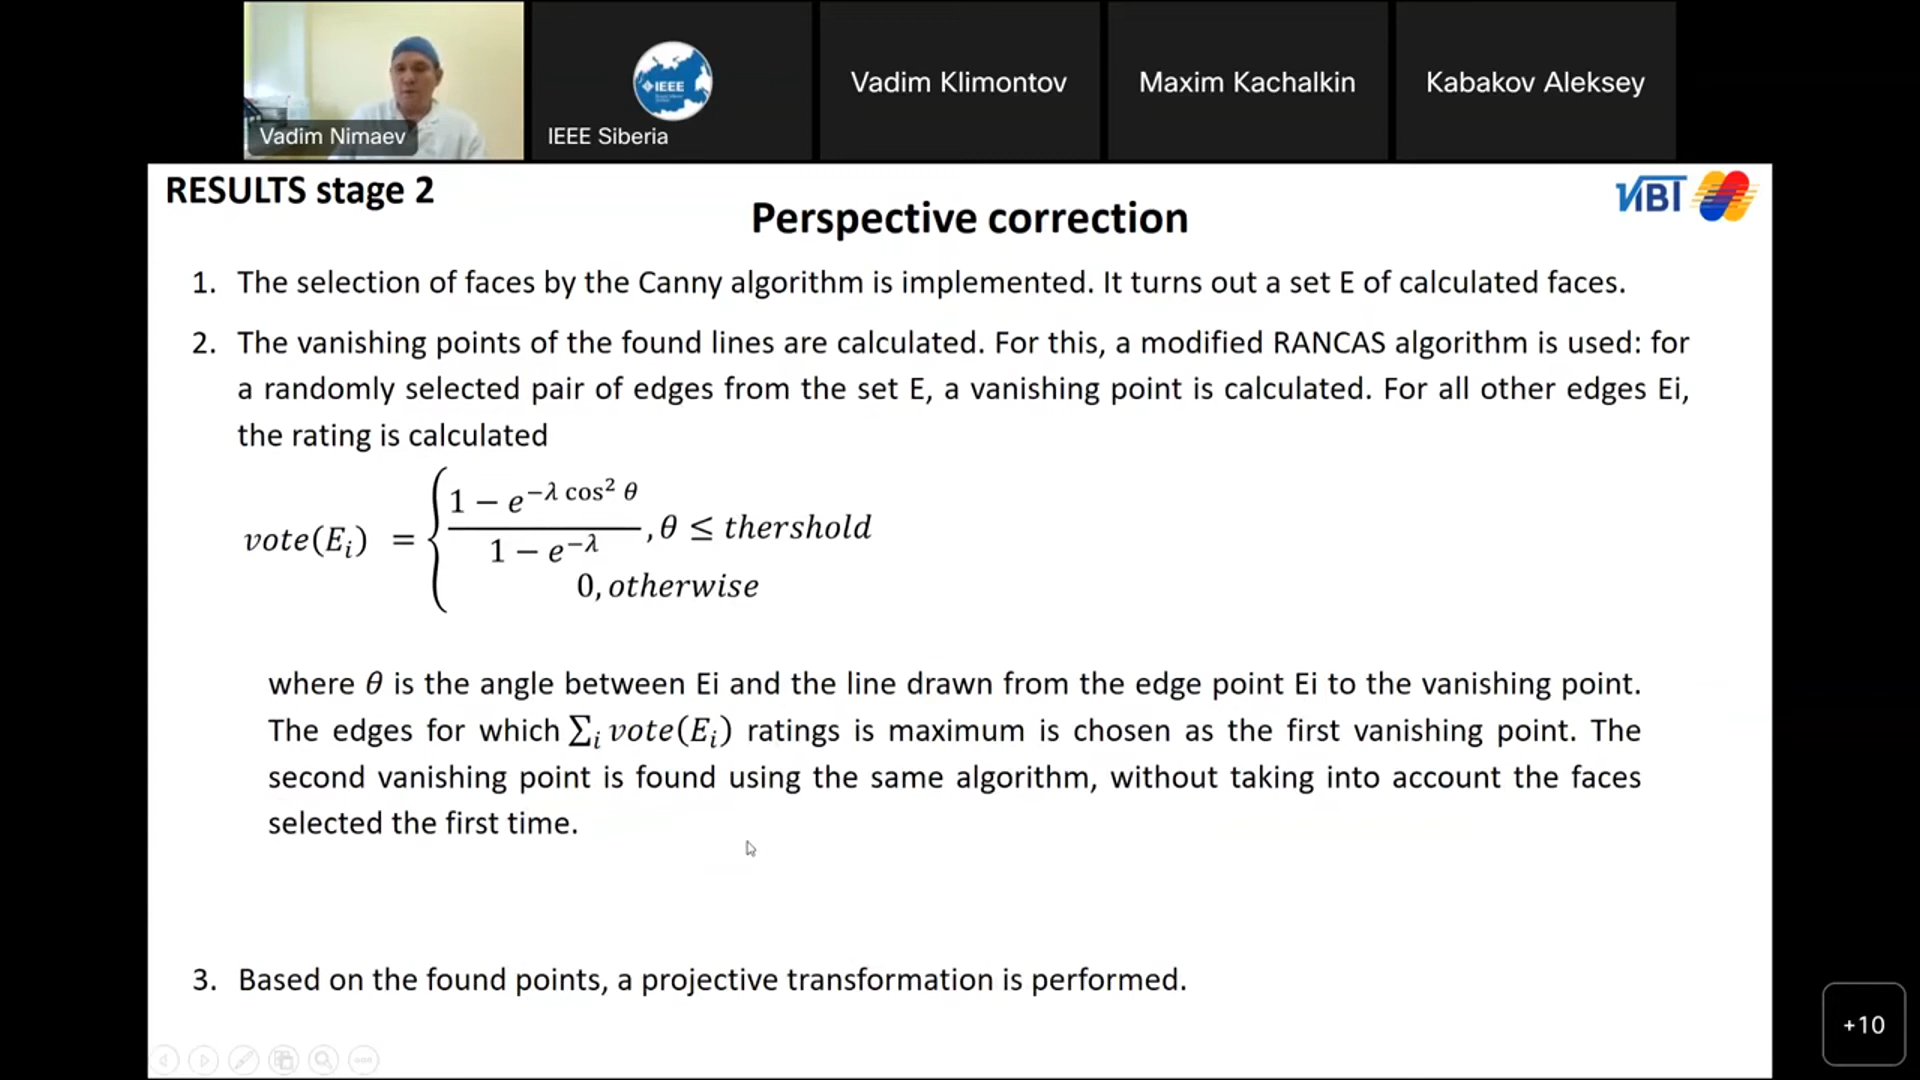 Vadim Nimaev
IEEE
IEEE Siberia
Vadim Klimontov
Maxim Kachalkin
Kabakov Aleksey
RESULTS stage 2
Perspective correction
1. The selection of faces by the Canny algorithm is implemented. It turns out a set E of calculated faces.
2. The vanishing points of the found lines are calculated. For this, a modified RANCAS algorithm is used: for
a randomly selected pair of edges from the set E, a vanishing point is calculated. For all other edges Ei,
the rating is calculated
vote(E_i) = { (1 − e^{−λ cos² θ}) / (1 − e^{−λ}), θ ≤ thershold
0, otherwise
where θ is the angle between Ei and the line drawn from the edge point Ei to the vanishing point.
The edges for which ∑_i vote(E_i) ratings is maximum is chosen as the first vanishing point. The
second vanishing point is found using the same algorithm, without taking into account the faces
selected the first time.
3. Based on the found points, a projective transformation is performed.
+10